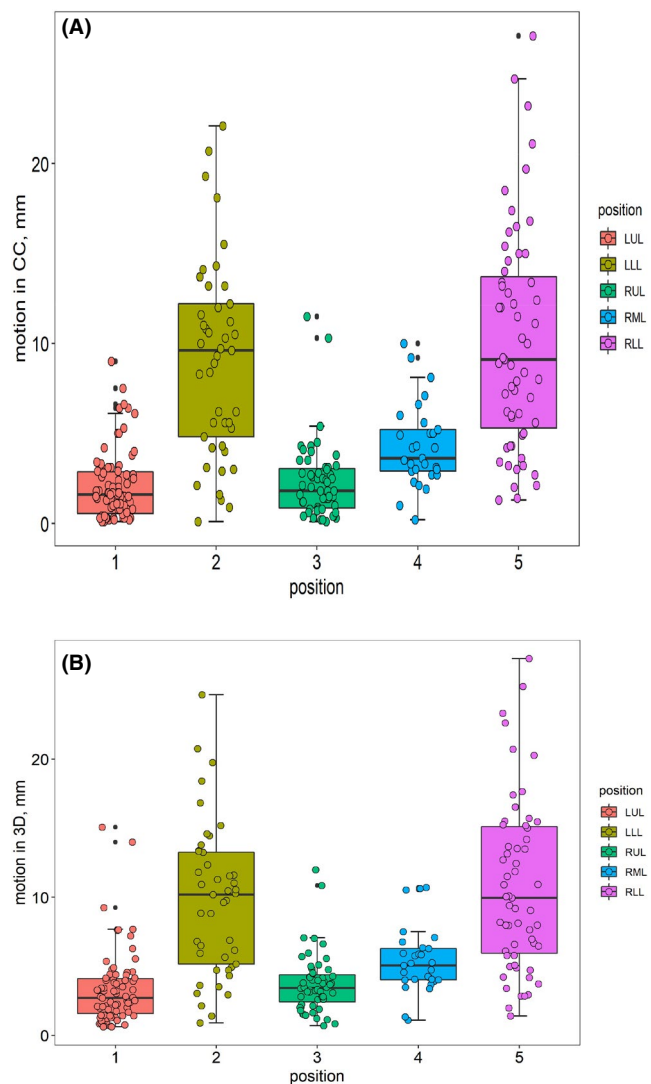 (A)
motion in CC, mm
20
10
0
1 2 3 4 5
position
position
LUL
LLL
RUL
RML
RLL
(B)
motion in 3D, mm
20
10
0
1 2 3 4 5
position
position
LUL
LLL
RUL
RML
RLL